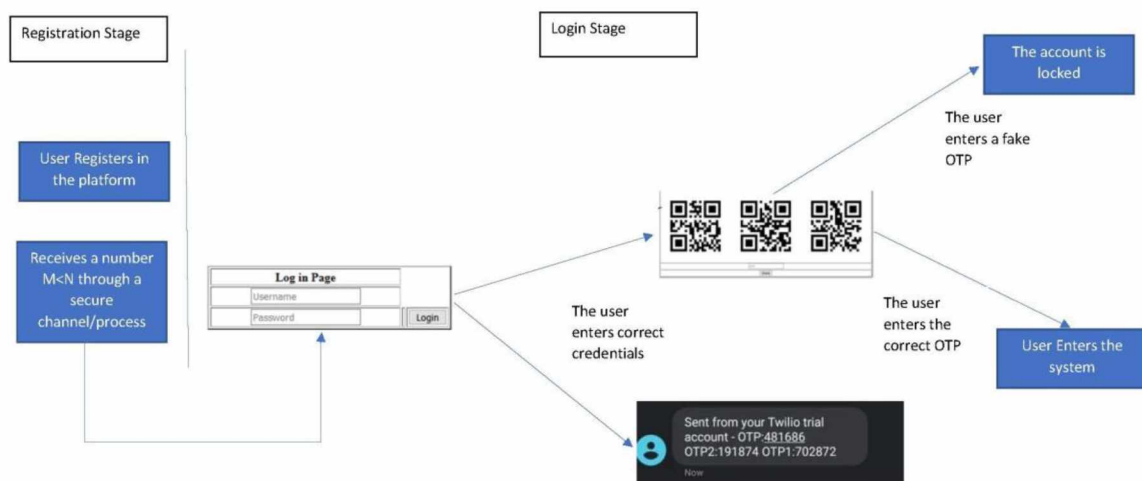 Registration Stage
Login Stage
The account is
locked
The user
enters a fake
OTP
User Registers in
the platform
Receives a number
M<N through a
secure
channel/process
Log in Page
Username
Password
Login
The user
enters correct
credentials
The user
enters the
correct OTP
User Enters the
system
Sent from your Twilio trial
account - OTP:481686
OTP2:191874 OTP1:702872
Now